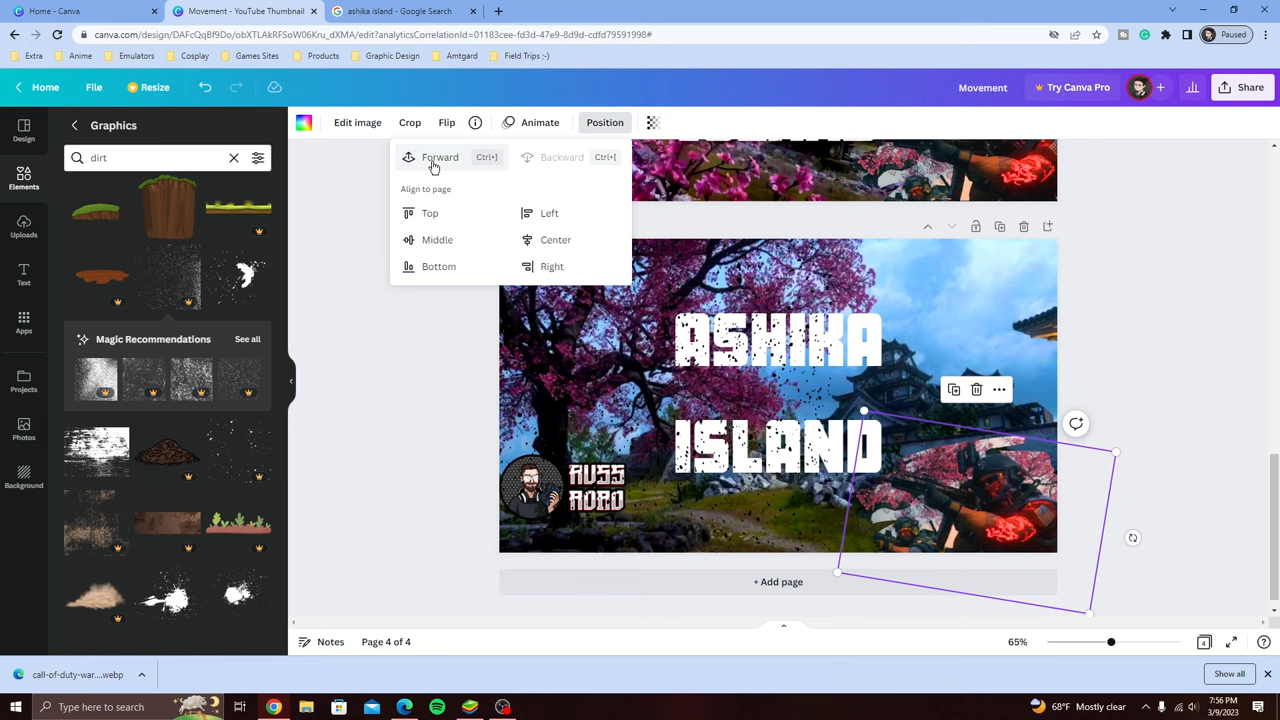 Home - Canva
Movement - YouTube Thumbnail
ashika island Search
canva.com/design/DAFcQqBf9Do/obXTLAkRFSoW06Kru_dXMA/edit?analyticsCorrelationId=01183cee-fd3d-47e9-8d9d-cdfd79591998#
Paused
Extra
Anime
Emulators
Cosplay
Games Sites
Products
Graphic Design
Amtgard
Field Trips ;-)
Home
File
Resize
Movement
Try Canva Pro
Share
Design
Elements
Uploads
Text
Apps
Projects
Photos
Background
Graphics
dirt
Magic Recommendations
See all
Edit image
Crop
Flip
Animate
Position
Forward
Ctrl+]
Backward
Ctrl+[
Align to page
Top
Left
Middle
Center
Bottom
Right
ASHIKA
ISLAND
RUSS
RORO
+ Add page
Notes
Page 4 of 4
65%
4
call-of-duty-war....webp
Show all
Type here to search
68°F Mostly clear
7:56 PM
3/9/2023